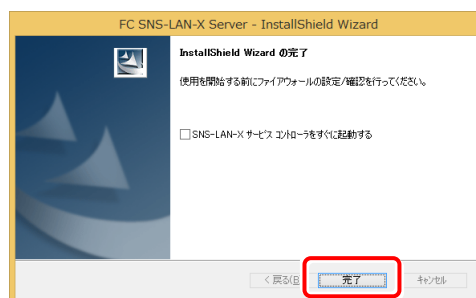 FC SNS-LAN-X Server - InstallShield Wizard
InstallShield Wizard の完了
使用を開始する前にファイアウォールの設定/確認を行ってください。
SNS-LAN-X サービス コントローラをすぐに起動する
< 戻る(B
完了
キャンセル